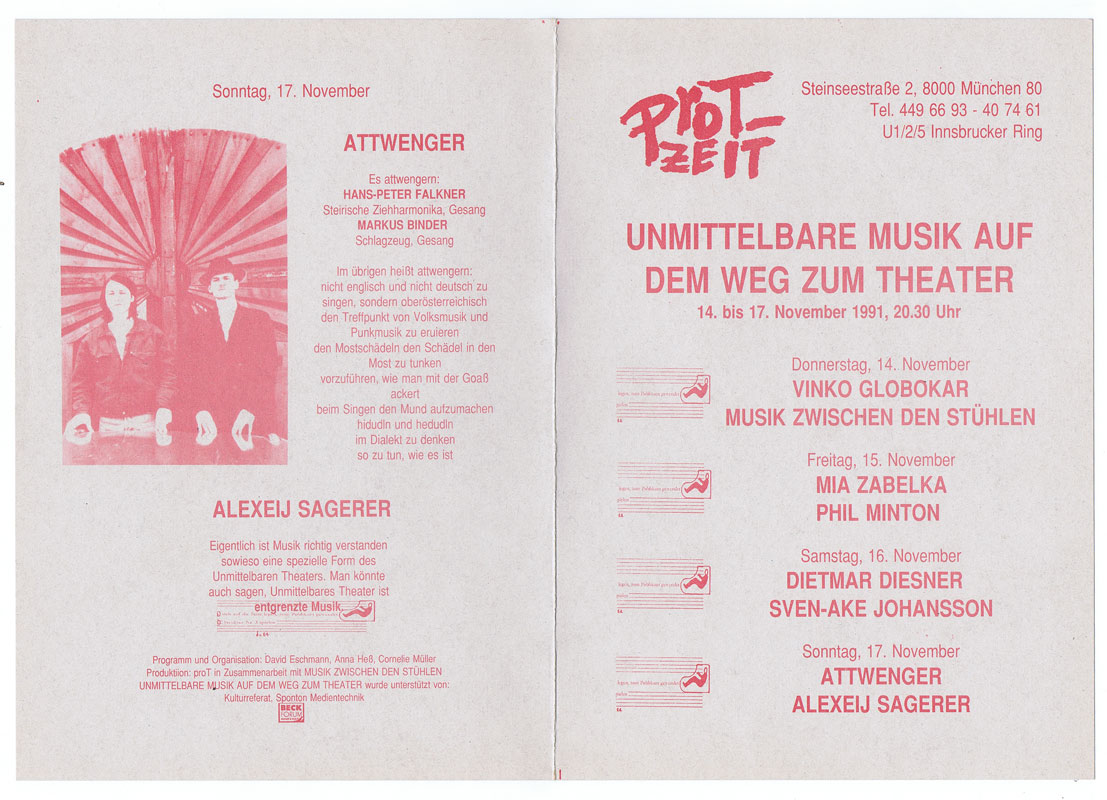 Sonntag, 17. November
ATTWENGER
Es attwengern:
HANS-PETER FALKNER
Steirische Ziehharmonika, Gesang
MARKUS BINDER
Schlagzeug, Gesang
Im übrigen heißt attwengern:
nicht englisch und nicht deutsch zu
singen, sondern oberösterreichisch
den Treffpunkt von Volksmusik und
Punkmusik zu eruieren
den Mostschädeln den Schädel in den
Most zu tunken
vorzuführen, wie man mit der Goaß
ackert
beim Singen den Mund aufzumachen
hidudln und hedudln
im Dialekt zu denken
so zu tun, wie es ist
ALEXEIJ SAGERER
Eigentlich ist Musik richtig verstanden
sowieso eine spezielle Form des
Unmittelbaren Theaters. Man könnte
auch sagen, Unmittelbares Theater ist
entgrenzte Musik.
Programm und Organisation: David Eschmann, Anna Heß, Cornelie Müller
Produktion: proT in Zusammenarbeit mit MUSIK ZWISCHEN DEN STÜHLEN
UNMITTELBARE MUSIK AUF DEM WEG ZUM THEATER wurde unterstützt von:
Kulturreferat. Sponton Medientechnik
BECK
FORUM
ProT-
ZEIT
Steinseestraße 2, 8000 München 80
Tel. 449 66 93 - 40 74 61
U1/2/5 Innsbrucker Ring
UNMITTELBARE MUSIK AUF
DEM WEG ZUM THEATER
14. bis 17. November 1991, 20.30 Uhr
Donnerstag, 14. November
VINKO GLOBOKAR
MUSIK ZWISCHEN DEN STÜHLEN
Freitag, 15. November
MIA ZABELKA
PHIL MINTON
Samstag, 16. November
DIETMAR DIESNER
SVEN-AKE JOHANSSON
Sonntag, 17. November
ATTWENGER
ALEXEIJ SAGERER